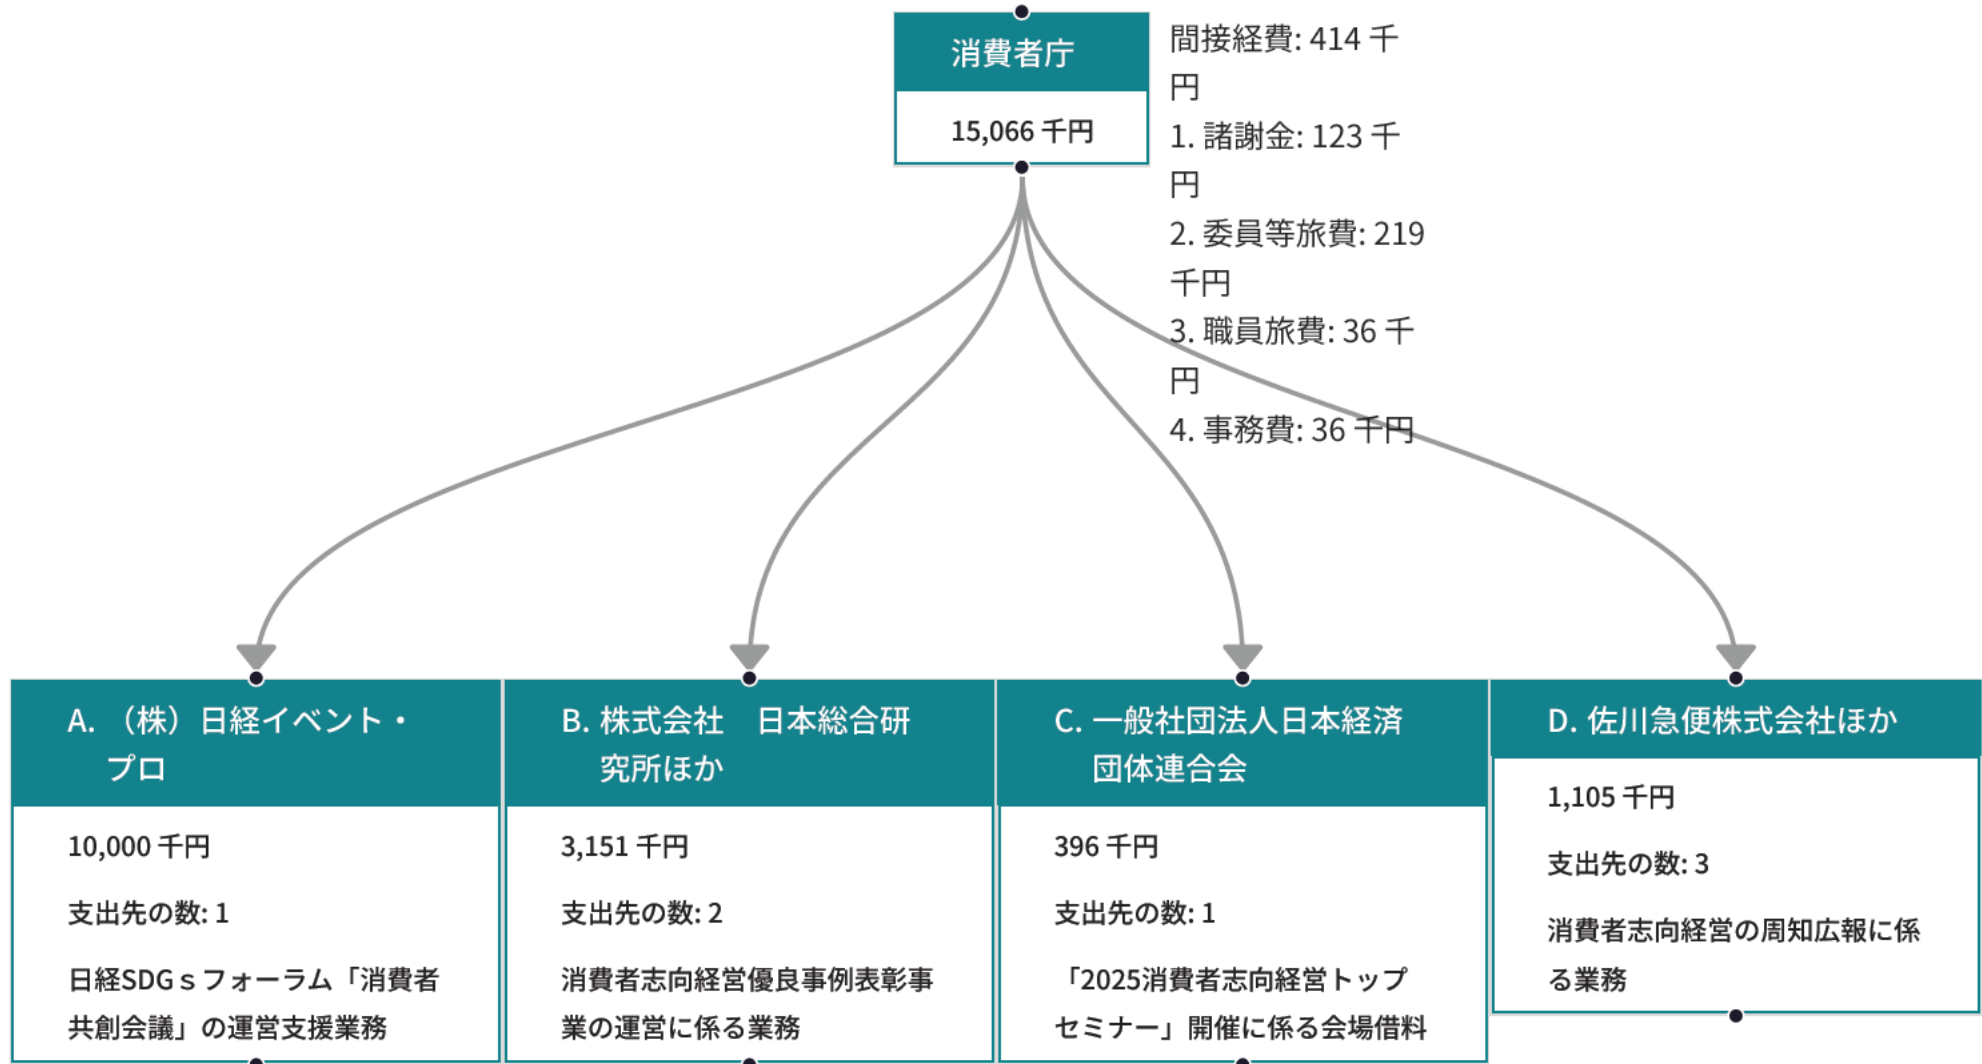 消費者庁
15,066 千円
間接経費: 414 千
円
1. 諸謝金: 123 千
円
2. 委員等旅費: 219
千円
3. 職員旅費: 36 千
円
4. 事務費: 36 千円
A. （株）日経イベント・
プロ
10,000 千円
支出先の数: 1
日経SDGｓフォーラム「消費者
共創会議」の運営支援業務
B. 株式会社　日本総合研
究所ほか
3,151 千円
支出先の数: 2
消費者志向経営優良事例表彰事
業の運営に係る業務
C. 一般社団法人日本経済
団体連合会
396 千円
支出先の数: 1
「2025消費者志向経営トップ
セミナー」開催に係る会場借料
D. 佐川急便株式会社ほか
1,105 千円
支出先の数: 3
消費者志向経営の周知広報に係
る業務